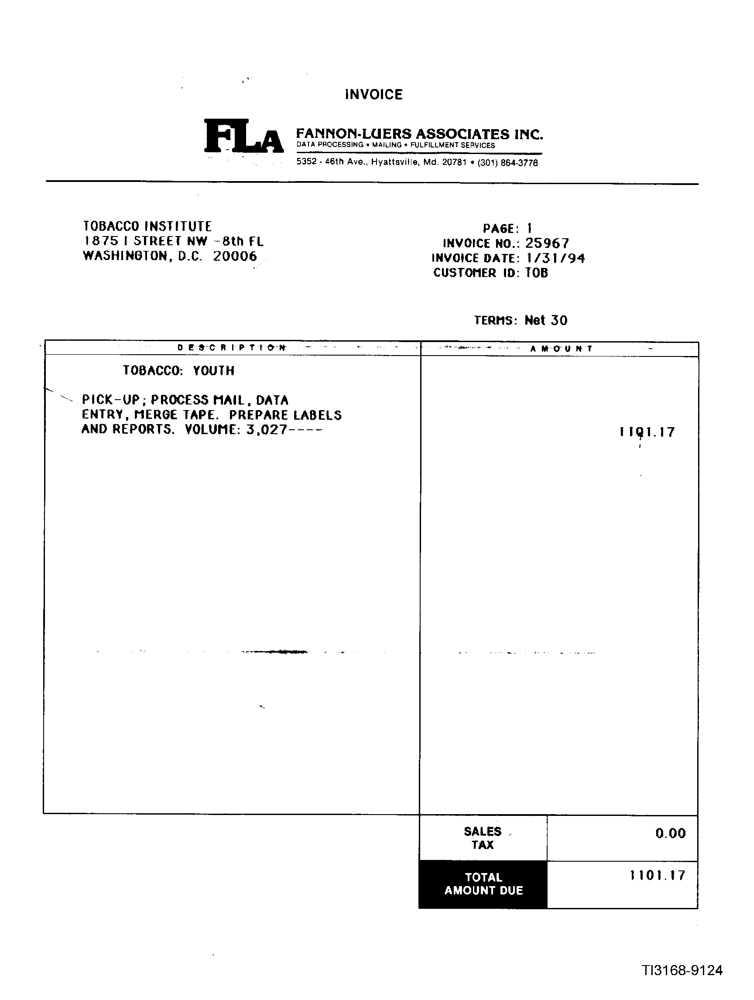 INVOICE
FLA FANNON-LUERS ASSOCIATES INC.
DATA PROCESSING • MAILING • FULFILLMENT SERVICES
5352 - 46th Ave., Hyattsville, Md. 20781 • (301) 864-3778
TOBACCO INSTITUTE
1875 I STREET NW -8th FL
WASHINGTON, D.C. 20006
PAGE: 1
INVOICE NO.: 25967
INVOICE DATE: 1/31/94
CUSTOMER ID: TOB
TERMS: Net 30
DESCRIPTION AMOUNT
TOBACCO: YOUTH
PICK-UP; PROCESS MAIL, DATA
ENTRY, MERGE TAPE. PREPARE LABELS
AND REPORTS. VOLUME: 3,027---- 1101.17
SALES TAX 0.00
TOTAL AMOUNT DUE 1101.17
TI3168-9124